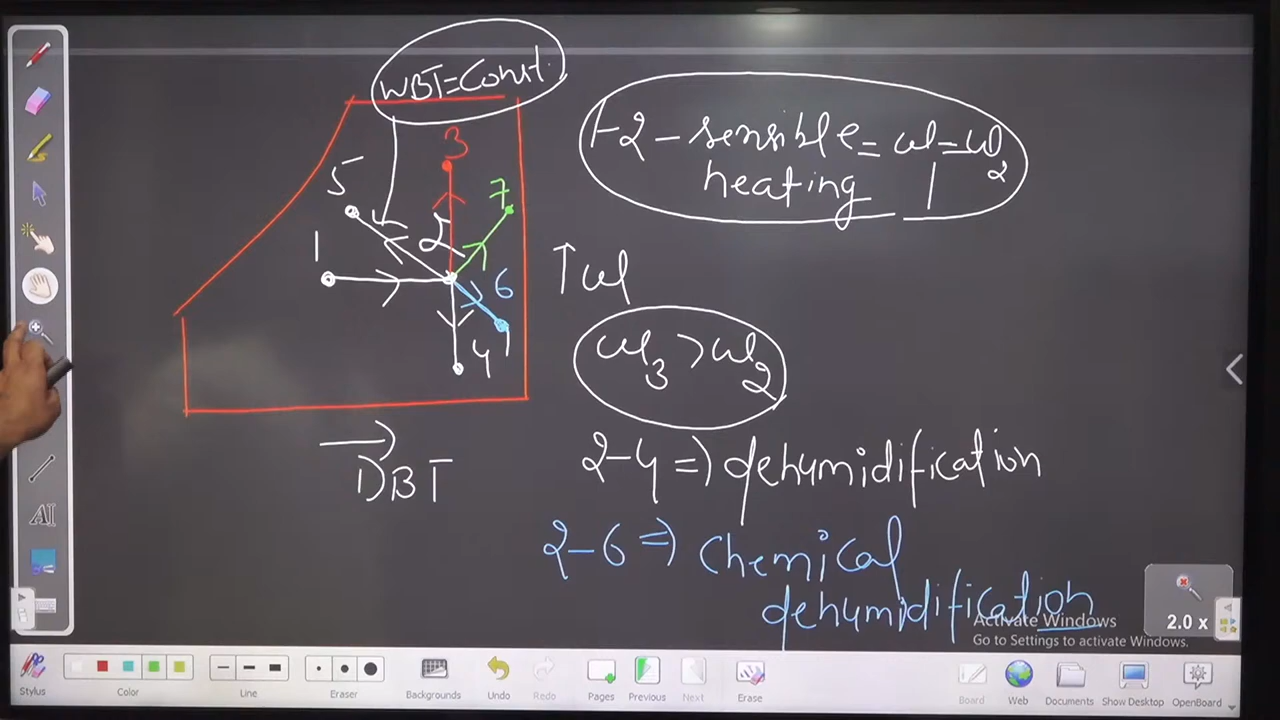 WBT=Const.
1-2-sensible = ω1=ω2
heating
3
5
7
2
1
6
4
↑ω
ω3>ω2
DBT
2-4 => dehumidification
2-6 => Chemical
dehumidification
Activate Windows
Go to Settings to activate Windows.
2.0 x
Stylus
Color
Line
Eraser
Backgrounds
Undo
Redo
Pages
Previous
Next
Erase
Board
Web
Documents
Show Desktop
OpenBoard